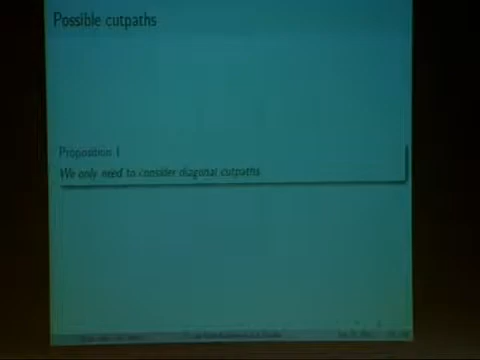 Possible cutpaths
Proposition 1
We only need to consider diagonal cutpaths